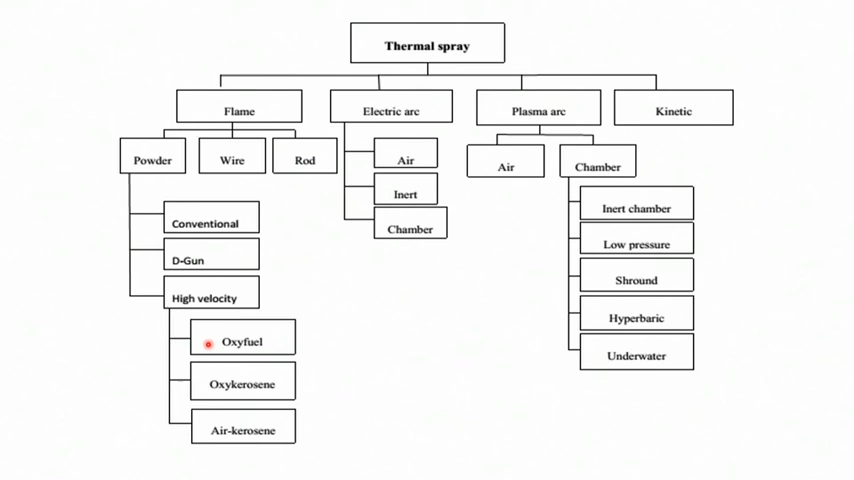 Thermal spray
Flame
Electric arc
Plasma arc
Kinetic
Powder
Wire
Rod
Air
Inert
Chamber
Air
Chamber
Conventional
D-Gun
High velocity
Oxyfuel
Oxykerosene
Air-kerosene
Inert chamber
Low pressure
Shround
Hyperbaric
Underwater